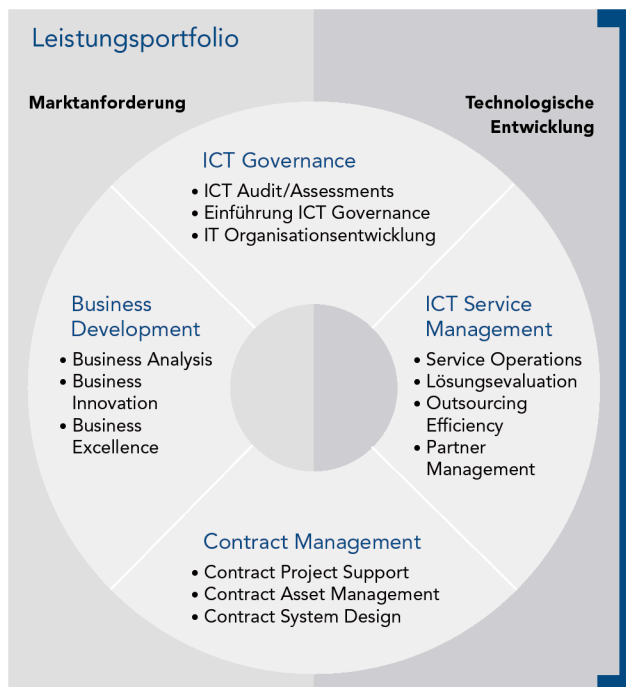 Leistungsportfolio
Marktanforderung
Technologische
Entwicklung
ICT Governance
• ICT Audit/Assessments
• Einführung ICT Governance
• IT Organisationsentwicklung
Business
Development
• Business Analysis
• Business
Innovation
• Business
Excellence
ICT Service
Management
• Service Operations
• Lösungsevaluation
• Outsourcing
Efficiency
• Partner
Management
Contract Management
• Contract Project Support
• Contract Asset Management
• Contract System Design